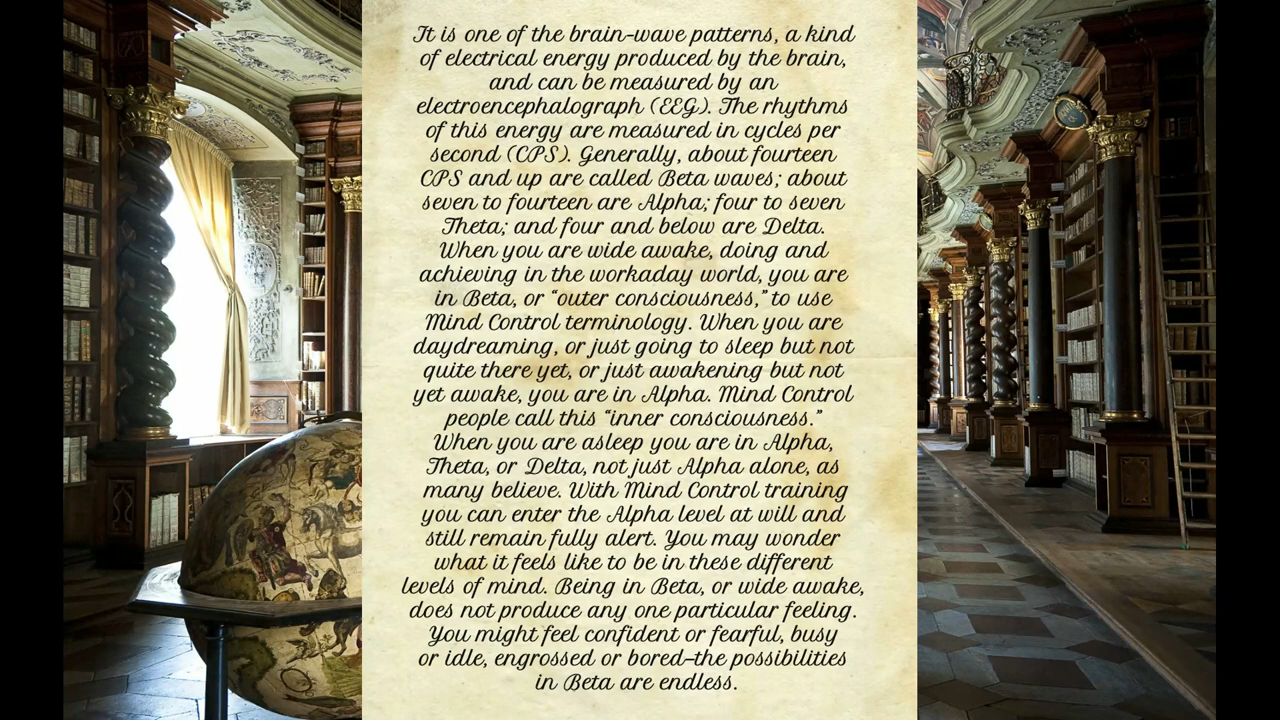 It is one of the brain-wave patterns, a kind
of electrical energy produced by the brain,
and can be measured by an
electroencephalograph (EEG). The rhythms
of this energy are measured in cycles per
second (CPS). Generally, about fourteen
CPS and up are called Beta waves; about
seven to fourteen are Alpha; four to seven
Theta; and four and below are Delta.
When you are wide awake, doing and
achieving in the workaday world, you are
in Beta, or “outer consciousness,” to use
Mind Control terminology. When you are
daydreaming, or just going to sleep but not
quite there yet, or just awakening but not
yet awake, you are in Alpha. Mind Control
people call this “inner consciousness.”
When you are asleep you are in Alpha,
Theta, or Delta, not just Alpha alone, as
many believe. With Mind Control training
you can enter the Alpha level at will and
still remain fully alert. You may wonder
what it feels like to be in these different
levels of mind. Being in Beta, or wide awake,
does not produce any one particular feeling.
You might feel confident or fearful, busy
or idle, engrossed or bored–the possibilities
in Beta are endless.